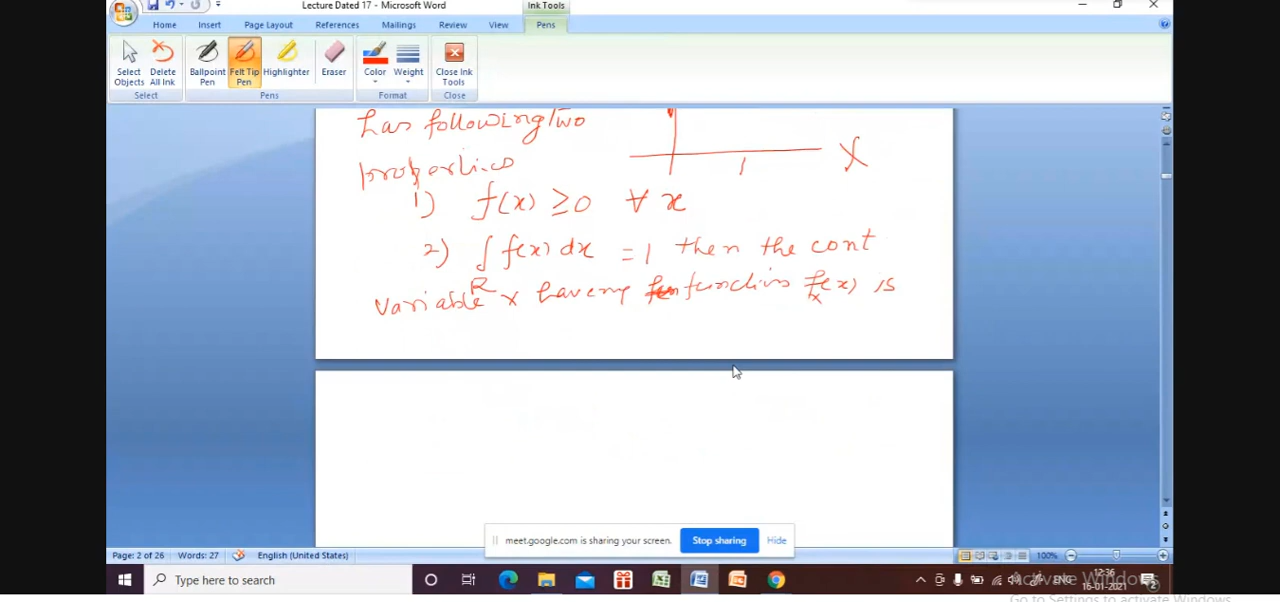 Lecture Dated 17 - Microsoft Word
Ink Tools
Home Insert Page Layout References Mailings Review View Pens
Select Objects
Delete All Ink
Ballpoint Pen
Felt Tip Pen
Highlighter
Eraser
Color
Weight
Close Ink Tools
Select Pens Format Close
has following two
properties
X
1
1) f(x) ≥ 0 ∀ x
2) ∫ f(x) dx = 1 then the cont
R
variable x having function fx(x) is
meet.google.com is sharing your screen. Stop sharing Hide
Page: 2 of 26 Words: 27 English (United States) 100%
Type here to search
ENG
12:36
16-01-2021
2
Activate Windows
Go to Settings to activate Windows.